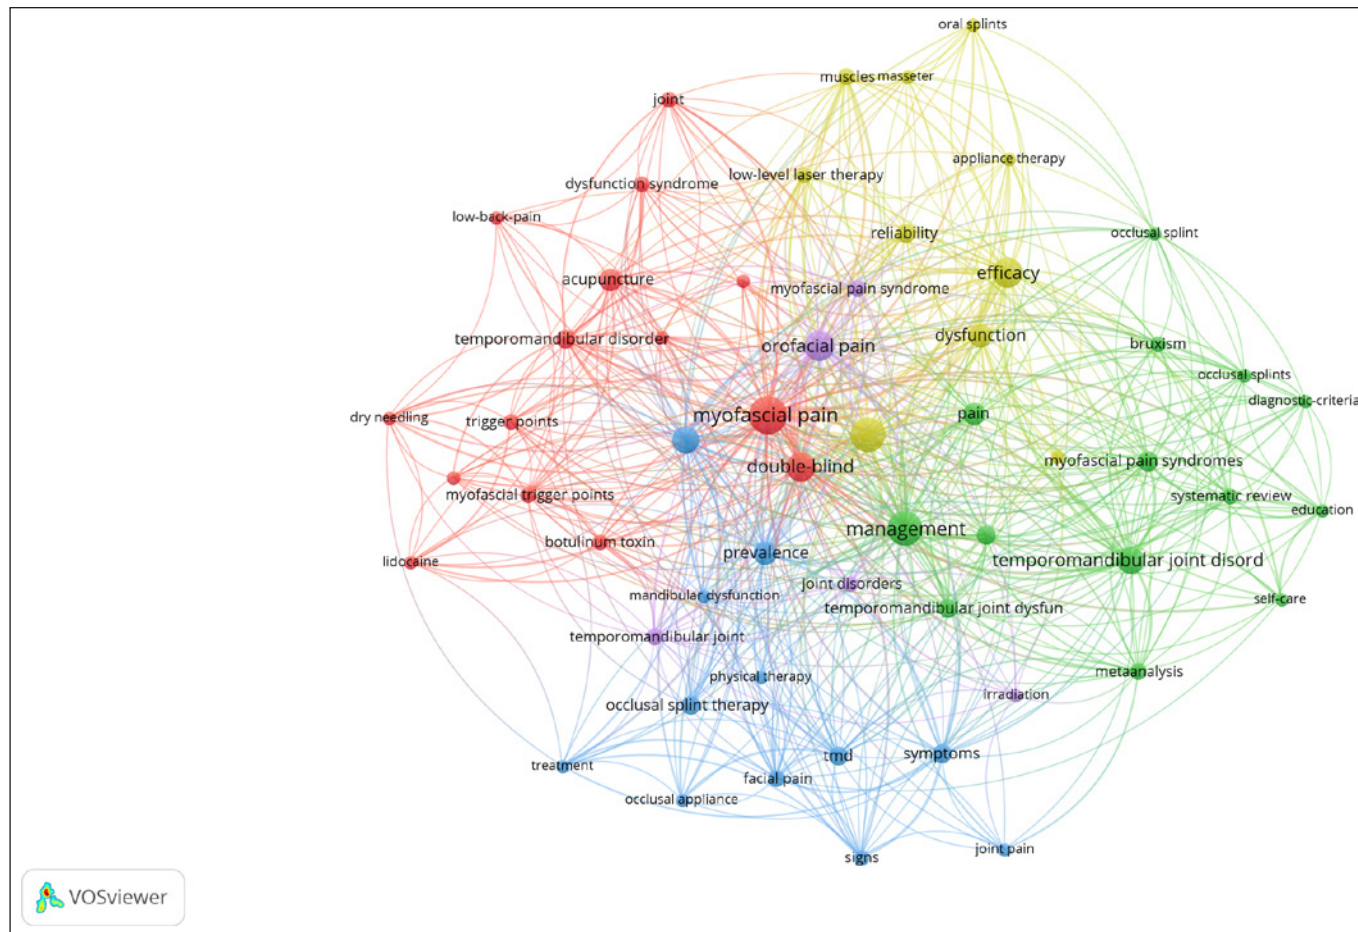 oral splints
muscles
masseter
joint
appliance therapy
low-level laser therapy
dysfunction syndrome
low-back-pain
reliability
occlusal splint
efficacy
acupuncture
myofascial pain syndrome
temporomandibular disorder
orofacial pain
dysfunction
bruxism
occlusal splints
diagnostic-criteria
dry needling
trigger points
myofascial pain
pain
double-blind
myofascial pain syndromes
myofascial trigger points
systematic review
education
management
botulinum toxin
prevalence
lidocaine
temporomandibular joint disord
joint disorders
mandibular dysfunction
temporomandibular joint dysfun
self-care
temporomandibular joint
metaanalysis
physical therapy
irradiation
occlusal splint therapy
tmd
symptoms
treatment
facial pain
occlusal appliance
joint pain
signs
VOSviewer